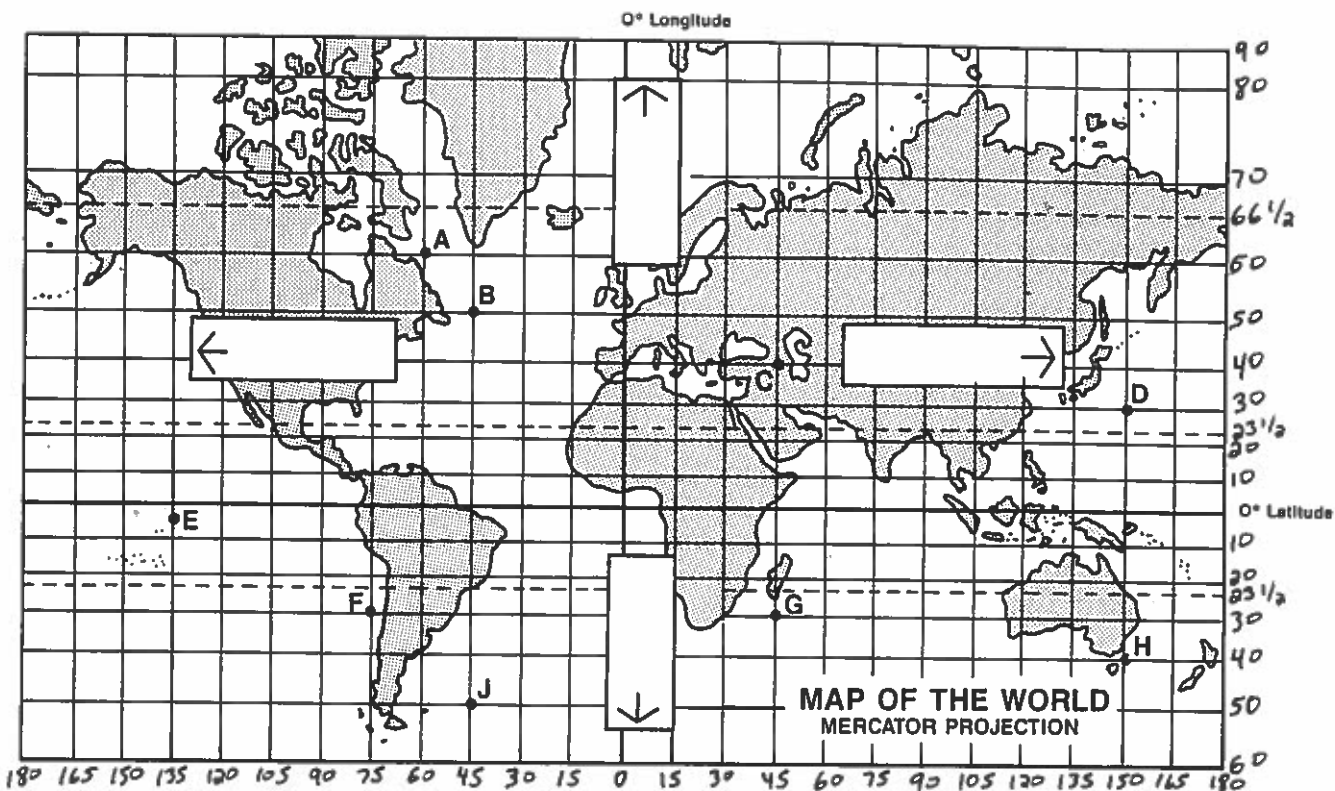 0° Longitude
90
80
70
66 1/2
A
60
B
50
40
C
D
30
23 1/2
20
10
0° Latitude
E
10
20
23 1/2
F
G
30
H
40
J
MAP OF THE WORLD
50
MERCATOR PROJECTION
60
180 165 150 135 120 105 90 75 60 45 30 15 0 15 30 45 60 75 90 105 120 135 150 165 180